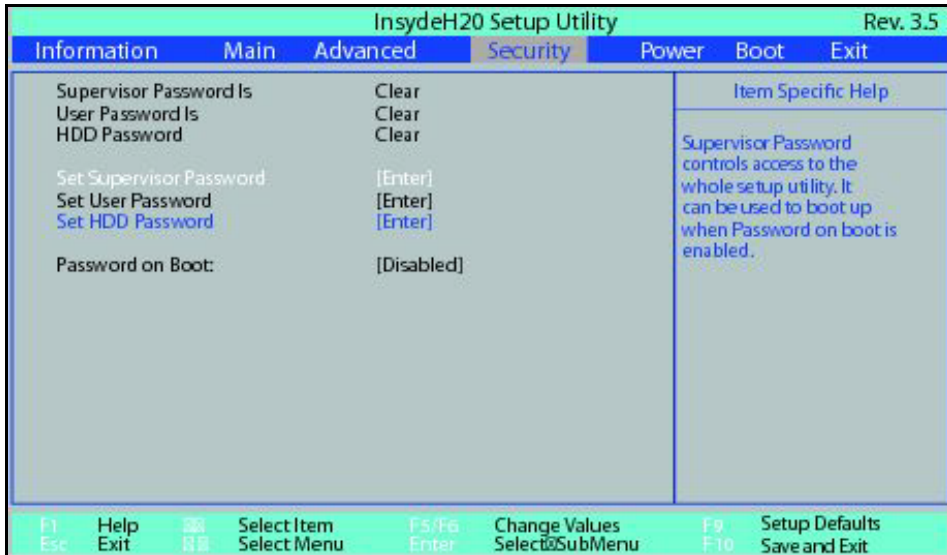 InsydeH20 Setup Utility Rev. 3.5
Information Main Advanced Security Power Boot Exit
Supervisor Password Is Clear
User Password Is Clear
HDD Password Clear
Set Supervisor Password [Enter]
Set User Password [Enter]
Set HDD Password [Enter]
Password on Boot: [Disabled]
Item Specific Help
Supervisor Password
controls access to the
whole setup utility. It
can be used to boot up
when Password on boot is
enabled.
F1 Help Select Item F5/F6 Change Values F9 Setup Defaults
Esc Exit Select Menu Enter Select SubMenu F10 Save and Exit